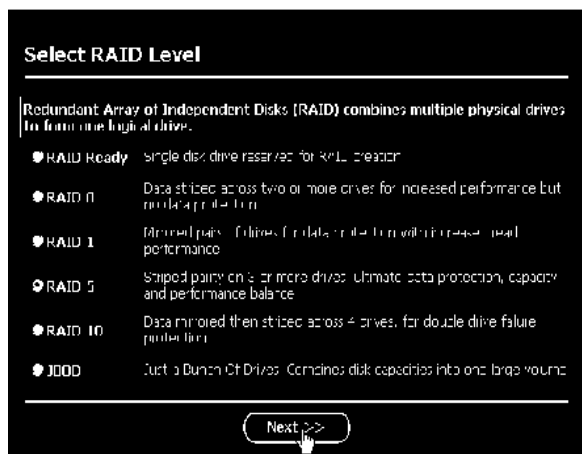 Select RAID Level
Redundant Array of Independent Disks (RAID) combines multiple physical drives
to form one logical drive.
RAID Ready Single disk drive reserved for RAID creation
RAID 0 Data striped across two or more drives for increased performance but
no data protection
RAID 1 Mirrored pairs of drives for data protection with increased read
performance
RAID 5 Striped parity on 3 or more drives. Ultimate data protection, capacity
and performance balance
RAID 10 Data mirrored then striped across 4 drives, for double drive failure
protection
JBOD Just a Bunch Of Drives. Combines disk capacities into one large volume
Next >>